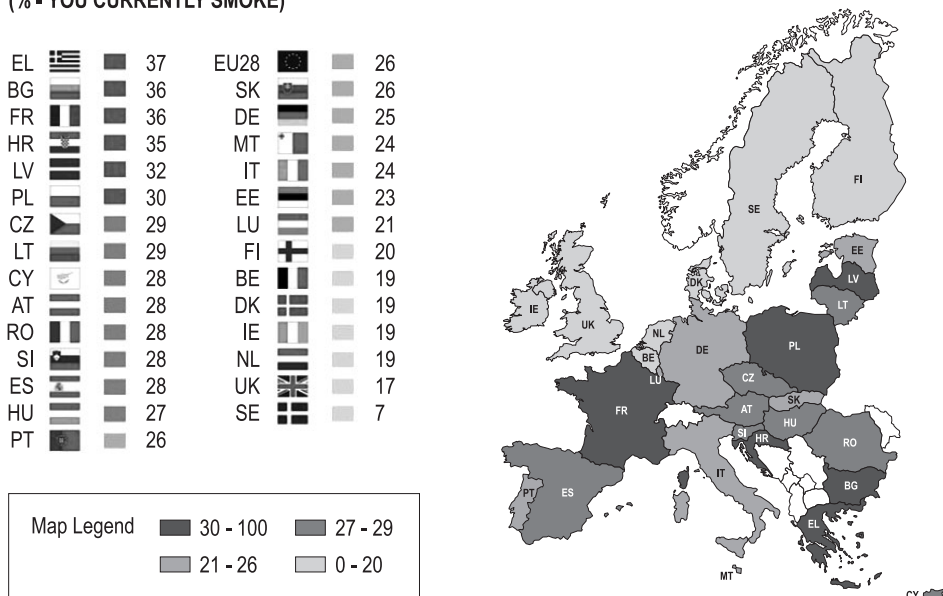 (% - YOU CURRENTLY SMOKE)
EL 37
BG 36
FR 36
HR 35
LV 32
PL 30
CZ 29
LT 29
CY 28
AT 28
RO 28
SI 28
ES 28
HU 27
PT 26
EU28 26
SK 26
DE 25
MT 24
IT 24
EE 23
LU 21
FI 20
BE 19
DK 19
IE 19
NL 19
UK 17
SE 7
Map Legend
30 - 100
27 - 29
21 - 26
0 - 20
FI
SE
EE
LV
LT
DK
IE
UK
NL
BE
LU
DE
PL
CZ
SK
AT
HU
FR
SI
HR
RO
IT
BG
PT
ES
EL
MT
CY